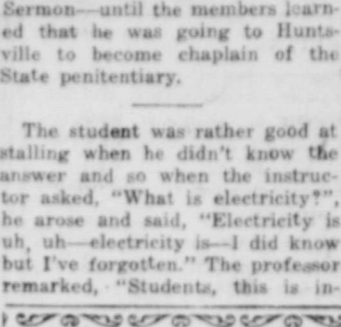 Sermon—until the members learn-
ed that he was going to Hunts-
ville to become chaplain of the
State penitentiary.
The student was rather good at
stalling when he didn't know the
answer and so when the instruc-
tor asked, "What is electricity?",
he arose and said, "Electricity is
uh, uh—electricity is—I did know
but I've forgotten." The professor
remarked, "Students, this is in-